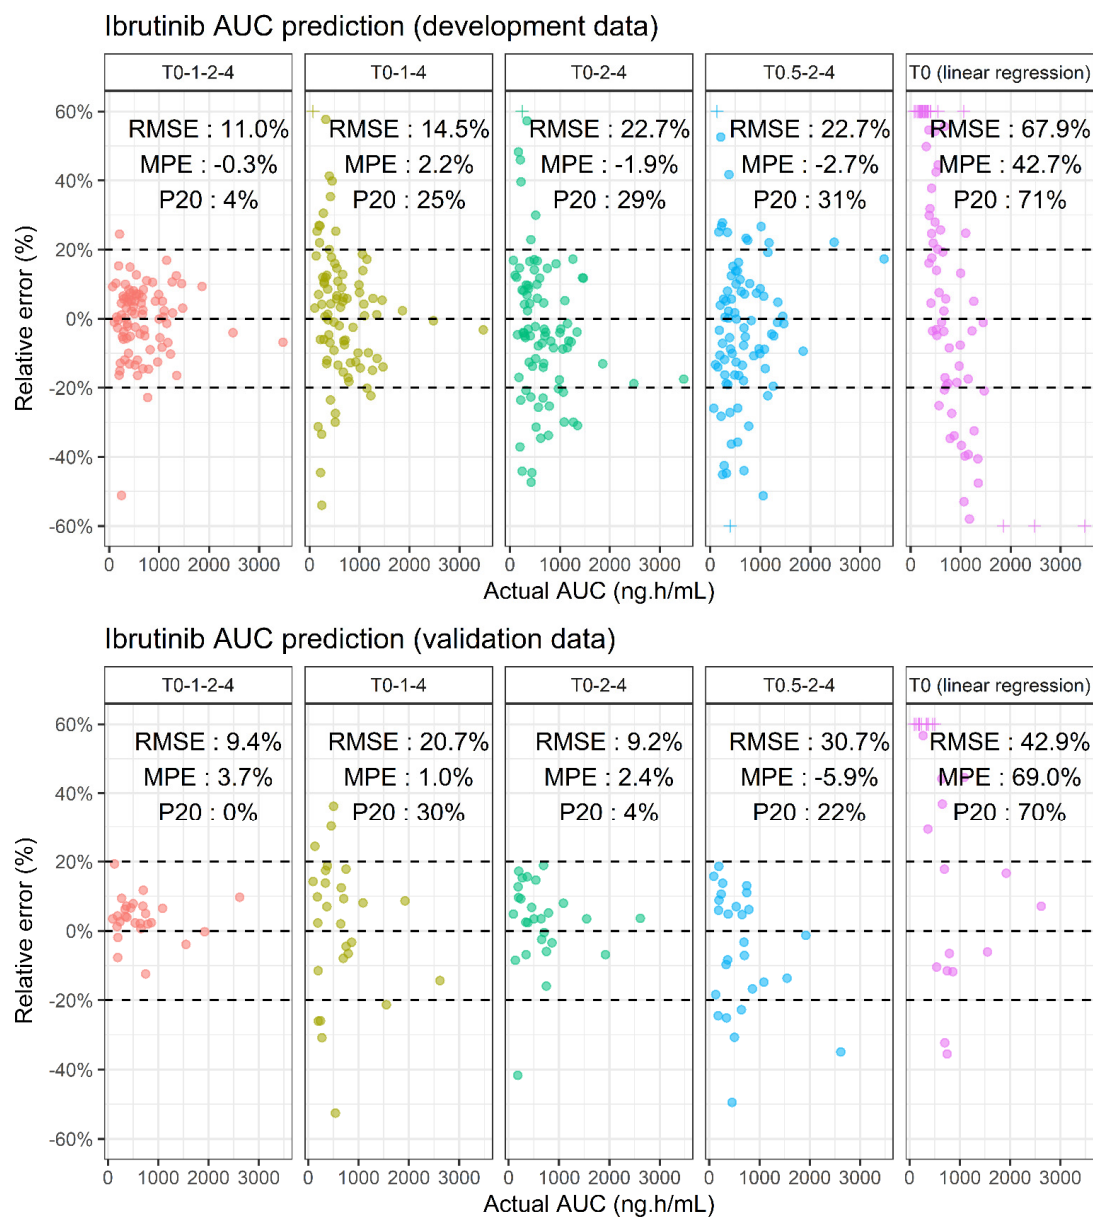 Ibrutinib AUC prediction (development data)
T0-1-2-4 T0-1-4 T0-2-4 T0.5-2-4 T0 (linear regression)
60%
RMSE : 11.0% RMSE : 14.5% RMSE : 22.7% RMSE : 22.7% RMSE : 67.9%
MPE : -0.3% MPE : 2.2% MPE : -1.9% MPE : -2.7% MPE : 42.7%
40%
P20 : 4% P20 : 25% P20 : 29% P20 : 31% P20 : 71%
20%
0%
-20%
-40%
-60%
Relative error (%)
0 1000 2000 3000 0 1000 2000 3000 0 1000 2000 3000 0 1000 2000 3000 0 1000 2000 3000
Actual AUC (ng.h/mL)
Ibrutinib AUC prediction (validation data)
T0-1-2-4 T0-1-4 T0-2-4 T0.5-2-4 T0 (linear regression)
60%
RMSE : 9.4% RMSE : 20.7% RMSE : 9.2% RMSE : 30.7% RMSE : 42.9%
MPE : 3.7% MPE : 1.0% MPE : 2.4% MPE : -5.9% MPE : 69.0%
40%
P20 : 0% P20 : 30% P20 : 4% P20 : 22% P20 : 70%
20%
0%
-20%
-40%
-60%
Relative error (%)
0 1000 2000 3000 0 1000 2000 3000 0 1000 2000 3000 0 1000 2000 3000 0 1000 2000 3000
Actual AUC (ng.h/mL)